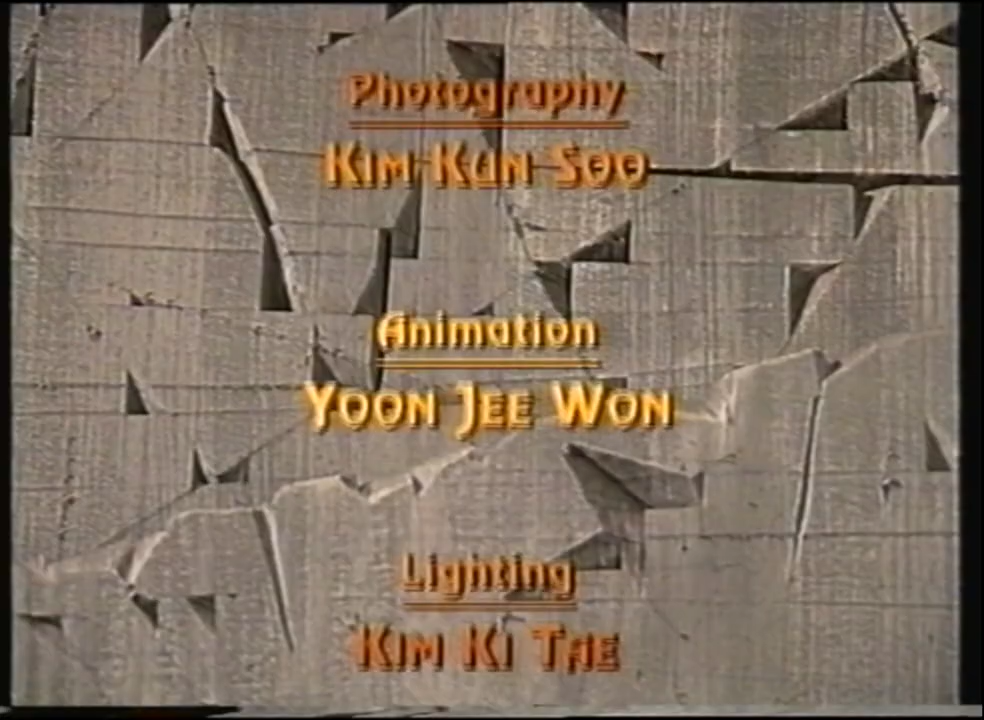 Photography
Kim Kun Soo
Animation
Yoon Jee Won
Lighting
Kim Ki Tae